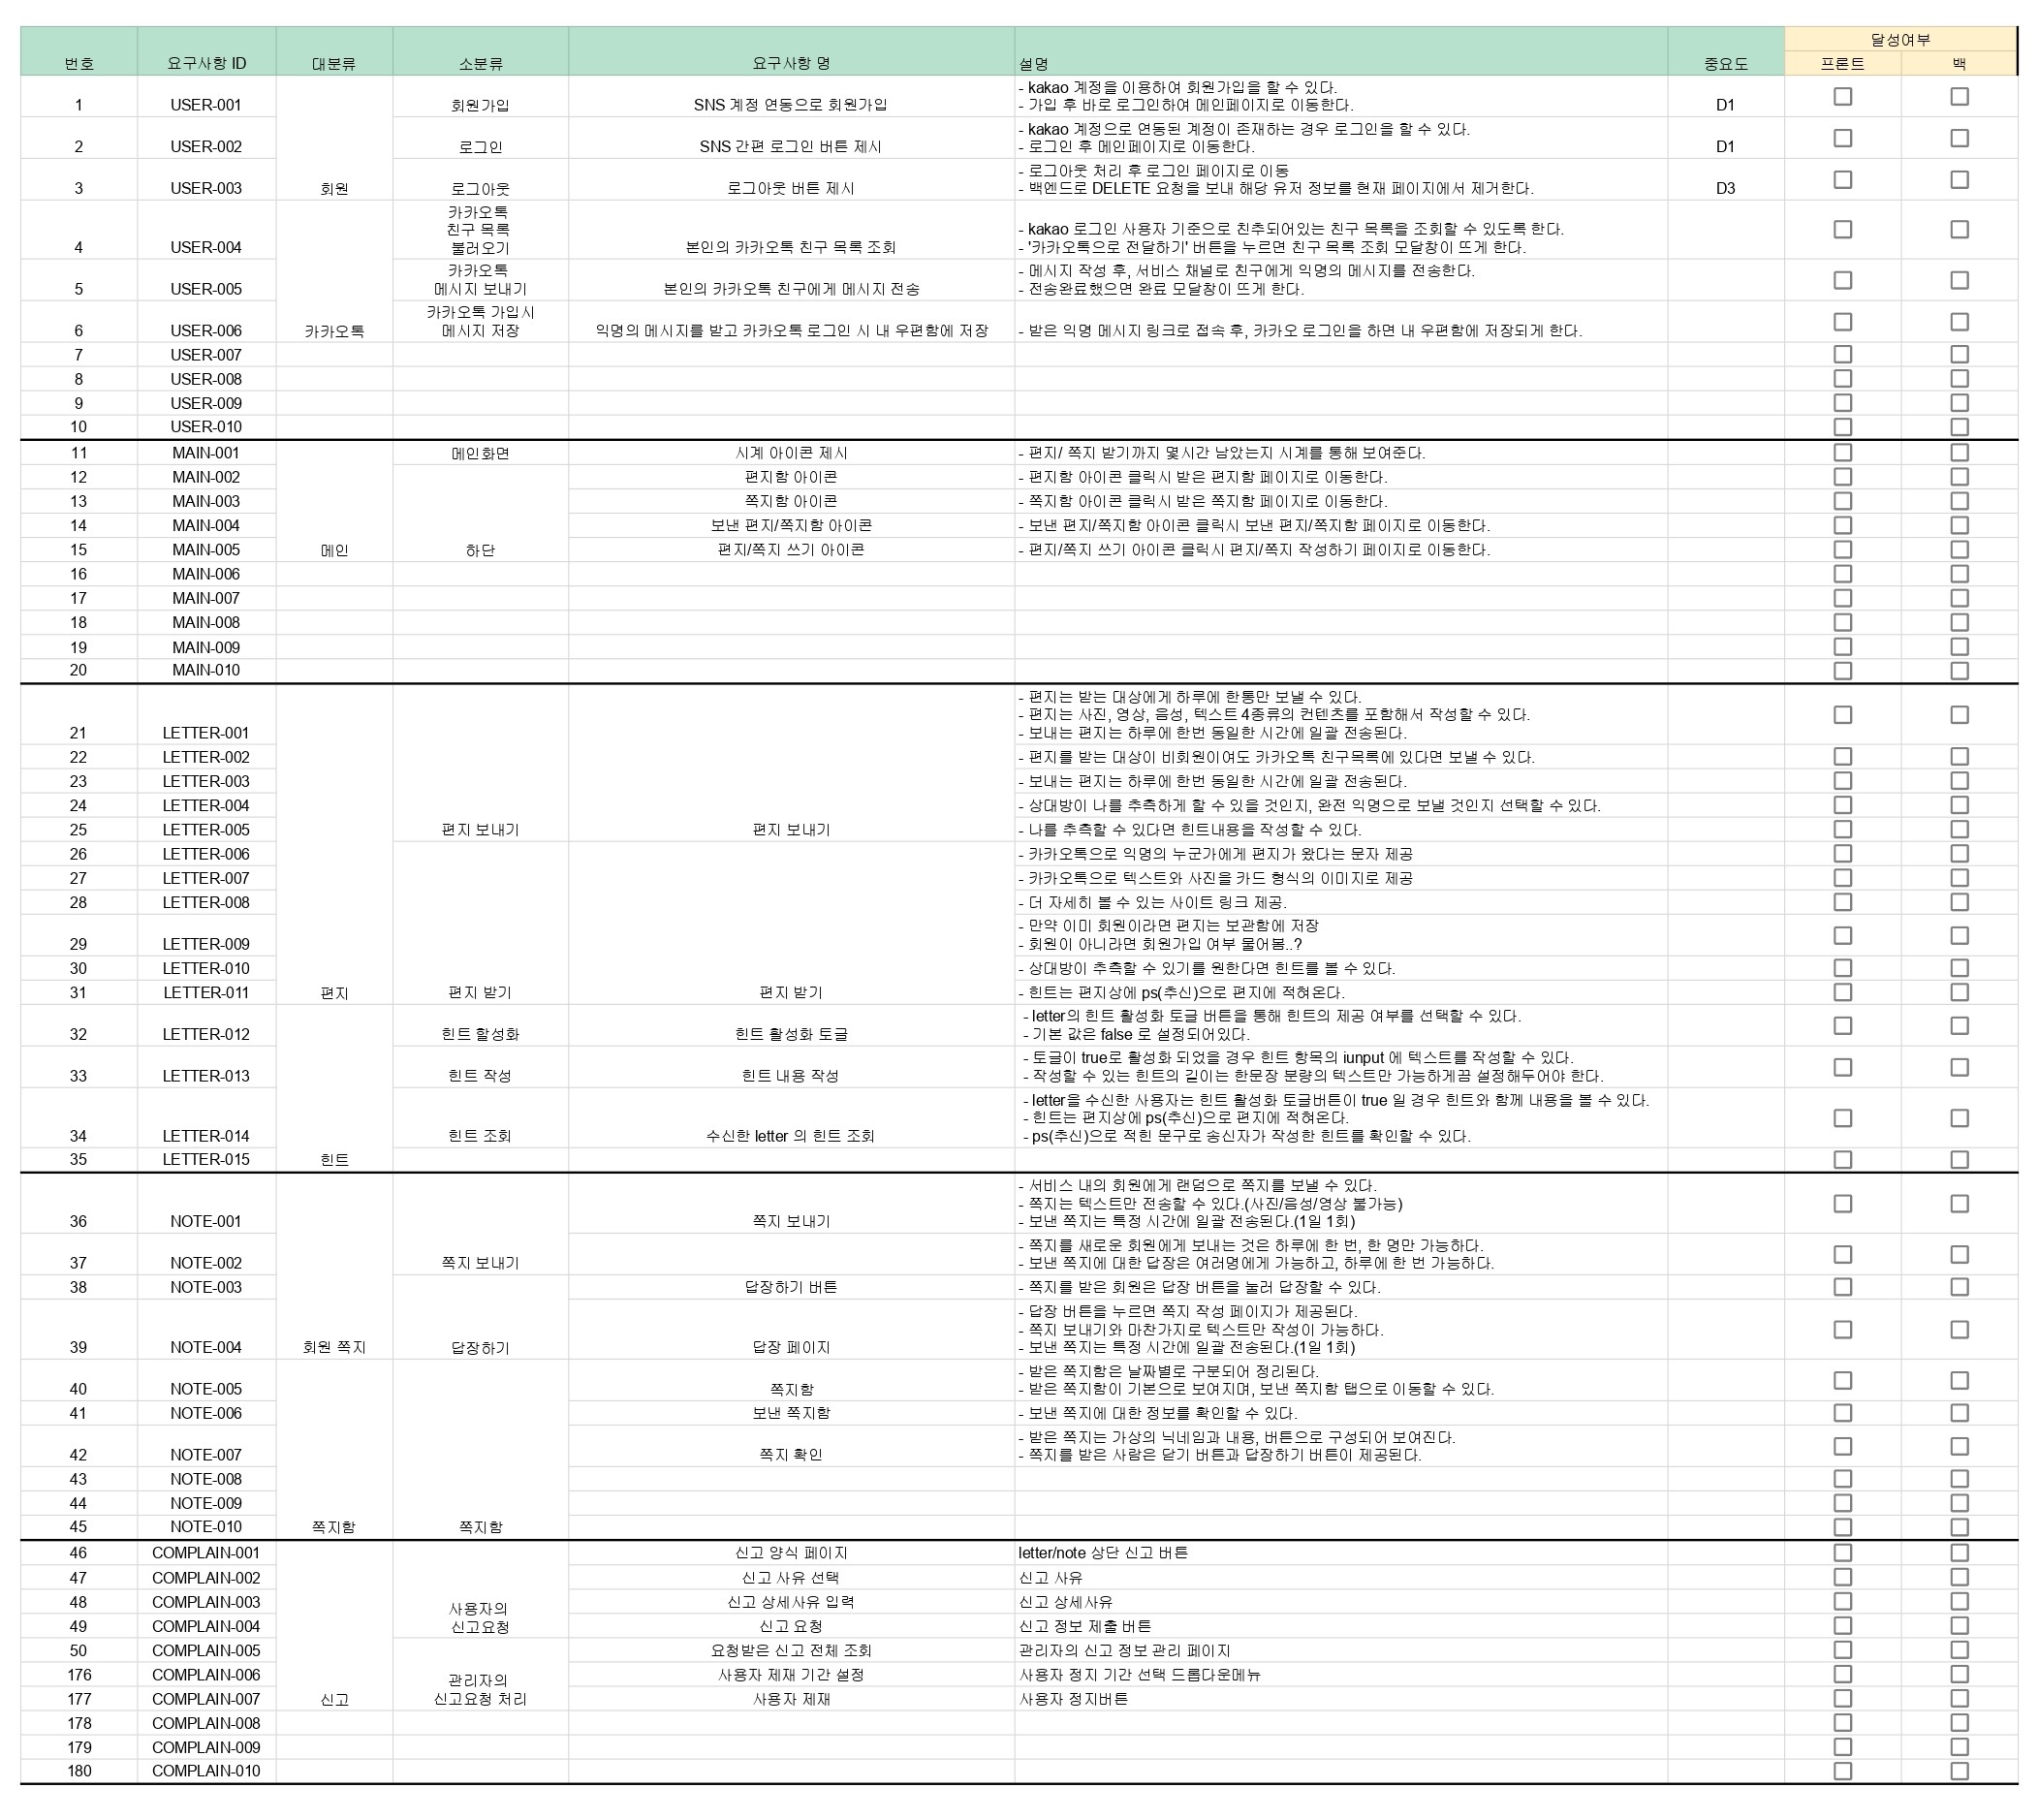 번호 요구사항 ID 대분류 소분류 요구사항 명 설명 중요도 달성여부
프론트 백
1 USER-001 회원가입 SNS 계정 연동으로 회원가입 - kakao 계정을 이용하여 회원가입을 할 수 있다.
- 가입 후 바로 로그인하여 메인페이지로 이동한다. D1
2 USER-002 로그인 SNS 간편 로그인 버튼 제시 - kakao 계정으로 연동된 계정이 존재하는 경우 로그인을 할 수 있다.
- 로그인 후 메인페이지로 이동한다. D1
3 USER-003 회원 로그아웃 로그아웃 버튼 제시 - 로그아웃 처리 후 로그인 페이지로 이동
- 백엔드로 DELETE 요청을 보내 해당 유저 정보를 현재 페이지에서 제거한다. D3
카카오톡
친구 목록
불러오기
4 USER-004 본인의 카카오톡 친구 목록 조회 - kakao 로그인 사용자 기준으로 친추되어있는 친구 목록을 조회할 수 있도록 한다.
- '카카오톡으로 전달하기' 버튼을 누르면 친구 목록 조회 모달창이 뜨게 한다.
카카오톡
메시지 보내기
5 USER-005 본인의 카카오톡 친구에게 메시지 전송 - 메시지 작성 후, 서비스 채널로 친구에게 익명의 메시지를 전송한다.
- 전송완료했으면 완료 모달창이 뜨게 한다.
카카오톡 가입시
메시지 저장
6 USER-006 카카오톡 익명의 메시지를 받고 카카오톡 로그인 시 내 우편함에 저장 - 받은 익명 메시지 링크로 접속 후, 카카오 로그인을 하면 내 우편함에 저장되게 한다.
7 USER-007
8 USER-008
9 USER-009
10 USER-010
11 MAIN-001 메인화면 시계 아이콘 제시 - 편지/ 쪽지 받기까지 몇시간 남았는지 시계를 통해 보여준다.
12 MAIN-002 편지함 아이콘 - 편지함 아이콘 클릭시 받은 편지함 페이지로 이동한다.
13 MAIN-003 쪽지함 아이콘 - 쪽지함 아이콘 클릭시 받은 쪽지함 페이지로 이동한다.
14 MAIN-004 보낸 편지/쪽지함 아이콘 - 보낸 편지/쪽지함 아이콘 클릭시 보낸 편지/쪽지함 페이지로 이동한다.
15 MAIN-005 메인 하단 편지/쪽지 쓰기 아이콘 - 편지/쪽지 쓰기 아이콘 클릭시 편지/쪽지 작성하기 페이지로 이동한다.
16 MAIN-006
17 MAIN-007
18 MAIN-008
19 MAIN-009
20 MAIN-010
- 편지는 받는 대상에게 하루에 한통만 보낼 수 있다.
- 편지는 사진, 영상, 음성, 텍스트 4종류의 컨텐츠를 포함해서 작성할 수 있다.
21 LETTER-001 - 보내는 편지는 하루에 한번 동일한 시간에 일괄 전송된다.
22 LETTER-002 - 편지를 받는 대상이 비회원이여도 카카오톡 친구목록에 있다면 보낼 수 있다.
23 LETTER-003 - 보내는 편지는 하루에 한번 동일한 시간에 일괄 전송된다.
24 LETTER-004 - 상대방이 나를 추측하게 할 수 있을 것인지, 완전 익명으로 보낼 것인지 선택할 수 있다.
25 LETTER-005 편지 보내기 편지 보내기 - 나를 추측할 수 있다면 힌트내용을 작성할 수 있다.
26 LETTER-006 - 카카오톡으로 익명의 누군가에게 편지가 왔다는 문자 제공
27 LETTER-007 - 카카오톡으로 텍스트와 사진을 카드 형식의 이미지로 제공
28 LETTER-008 - 더 자세히 볼 수 있는 사이트 링크 제공.
- 만약 이미 회원이라면 편지는 보관함에 저장
29 LETTER-009 - 회원이 아니라면 회원가입 여부 물어봄..?
30 LETTER-010 - 상대방이 추측할 수 있기를 원한다면 힌트를 볼 수 있다.
31 LETTER-011 편지 편지 받기 편지 받기 - 힌트는 편지상에 ps(추신)으로 편지에 적혀온다.
- letter의 힌트 활성화 토글 버튼을 통해 힌트의 제공 여부를 선택할 수 있다.
32 LETTER-012 힌트 할성화 힌트 활성화 토글 - 기본 값은 false 로 설정되어있다.
- 토글이 true로 활성화 되었을 경우 힌트 항목의 iunput 에 텍스트를 작성할 수 있다.
33 LETTER-013 힌트 작성 힌트 내용 작성 - 작성할 수 있는 힌트의 길이는 한문장 분량의 텍스트만 가능하게끔 설정해두어야 한다.
- letter을 수신한 사용자는 힌트 활성화 토글버튼이 true 일 경우 힌트와 함께 내용을 볼 수 있다.
- 힌트는 편지상에 ps(추신)으로 편지에 적혀온다.
34 LETTER-014 힌트 조회 수신한 letter 의 힌트 조회 - ps(추신)으로 적힌 문구로 송신자가 작성한 힌트를 확인할 수 있다.
35 LETTER-015 힌트
- 서비스 내의 회원에게 랜덤으로 쪽지를 보낼 수 있다.
- 쪽지는 텍스트만 전송할 수 있다.(사진/음성/영상 불가능)
36 NOTE-001 쪽지 보내기 - 보낸 쪽지는 특정 시간에 일괄 전송된다.(1일 1회)
- 쪽지를 새로운 회원에게 보내는 것은 하루에 한 번, 한 명만 가능하다.
37 NOTE-002 쪽지 보내기 - 보낸 쪽지에 대한 답장은 여러명에게 가능하고, 하루에 한 번 가능하다.
38 NOTE-003 답장하기 버튼 - 쪽지를 받은 회원은 답장 버튼을 눌러 답장할 수 있다.
- 답장 버튼을 누르면 쪽지 작성 페이지가 제공된다.
- 쪽지 보내기와 마찬가지로 텍스트만 작성이 가능하다.
39 NOTE-004 회원 쪽지 답장하기 답장 페이지 - 보낸 쪽지는 특정 시간에 일괄 전송된다.(1일 1회)
- 받은 쪽지함은 날짜별로 구분되어 정리된다.
40 NOTE-005 쪽지함 - 받은 쪽지함이 기본으로 보여지며, 보낸 쪽지함 탭으로 이동할 수 있다.
41 NOTE-006 보낸 쪽지함 - 보낸 쪽지에 대한 정보를 확인할 수 있다.
- 받은 쪽지는 가상의 닉네임과 내용, 버튼으로 구성되어 보여진다.
42 NOTE-007 쪽지 확인 - 쪽지를 받은 사람은 닫기 버튼과 답장하기 버튼이 제공된다.
43 NOTE-008
44 NOTE-009
45 NOTE-010 쪽지함 쪽지함
46 COMPLAIN-001 신고 양식 페이지 letter/note 상단 신고 버튼
47 COMPLAIN-002 신고 사유 선택 신고 사유
48 COMPLAIN-003 신고 상세사유 입력 신고 상세사유
사용자의
신고요청
49 COMPLAIN-004 신고 요청 신고 정보 제출 버튼
50 COMPLAIN-005 요청받은 신고 전체 조회 관리자의 신고 정보 관리 페이지
176 COMPLAIN-006 사용자 제재 기간 설정 사용자 정지 기간 선택 드롭다운메뉴
관리자의
신고요청 처리
177 COMPLAIN-007 신고 사용자 제재 사용자 정지버튼
178 COMPLAIN-008
179 COMPLAIN-009
180 COMPLAIN-010